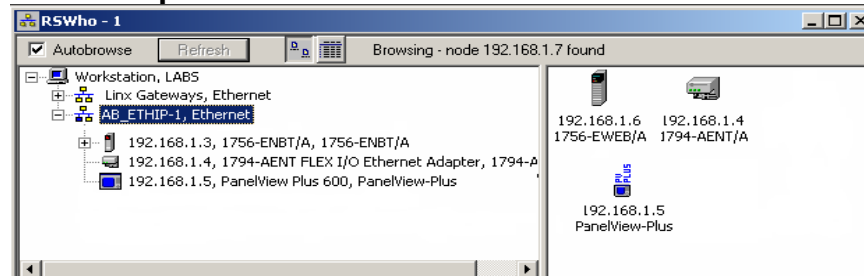 RSWho - 1
Autobrowse Refresh Browsing - node 192.168.1.7 found
Workstation, LABS
Linx Gateways, Ethernet
AB_ETHIP-1, Ethernet
192.168.1.3, 1756-ENBT/A, 1756-ENBT/A
192.168.1.4, 1794-AENT FLEX I/O Ethernet Adapter, 1794-A
192.168.1.5, PanelView Plus 600, PanelView-Plus
192.168.1.6 192.168.1.4
1756-EWEB/A 1794-AENT/A
PV PLUS
192.168.1.5
PanelView-Plus